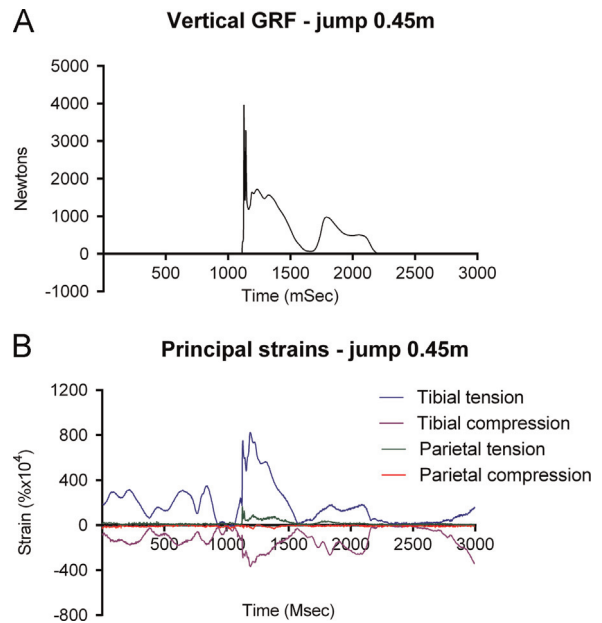 A
Vertical GRF - jump 0.45m
5000
4000
3000
2000
1000
0
-1000
Newtons
500 1000 1500 2000 2500 3000
Time (mSec)
B
Principal strains - jump 0.45m
1200
800
400
0
-400
-800
Strain (%x10⁴)
Tibial tension
Tibial compression
Parietal tension
Parietal compression
500 1000 1500 2000 2500 3000
Time (Msec)